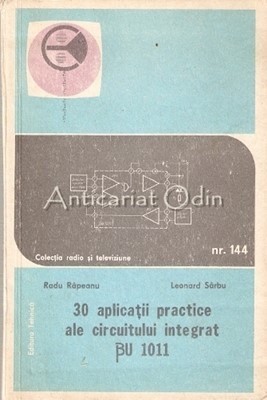 Anticariat Odin
nr. 144
Colecția radio și televisiune
Radu Râpeanu
Leonard Sârbu
30 aplicații practice
ale circuitului integrat
βU 1011
Editura Tehnică